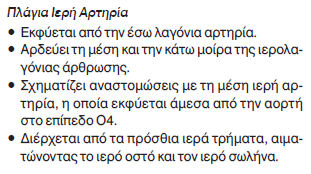 Πλάγια Ιερή Αρτηρία
• Εκφύεται από την έσω λαγόνια αρτηρία.
• Αρδεύει τη μέση και την κάτω μοίρα της ιερολα-
γόνιας άρθρωσης.
• Σχηματίζει αναστομώσεις με τη μέση ιερή αρ-
τηρία, η οποία εκφύεται άμεσα από την αορτή
στο επίπεδο Ο4.
• Διέρχεται από τα πρόσθια ιερά τρήματα, αιμα-
τώνοντας το ιερό οστό και τον ιερό σωλήνα.